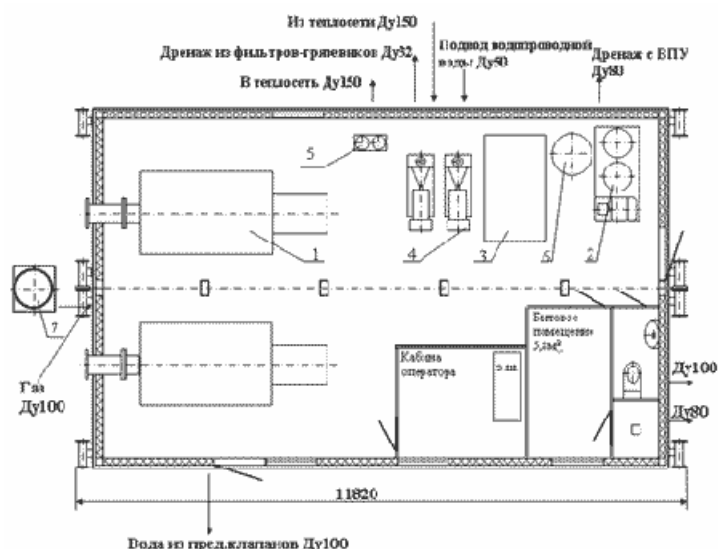 Из теплосети Ду150
Дренаж из фильтров-грязевиков Ду32
В теплосеть Ду150
Подвод водопроводной
воды Ду50
Дренаж с ВПУ
Ду80
5
1
4
3
6
2
7
Газ
Ду100
Кабина
оператора
Бытовое
помещение
Ду100
Ду80
11820
Вода из пред.клапанов Ду100